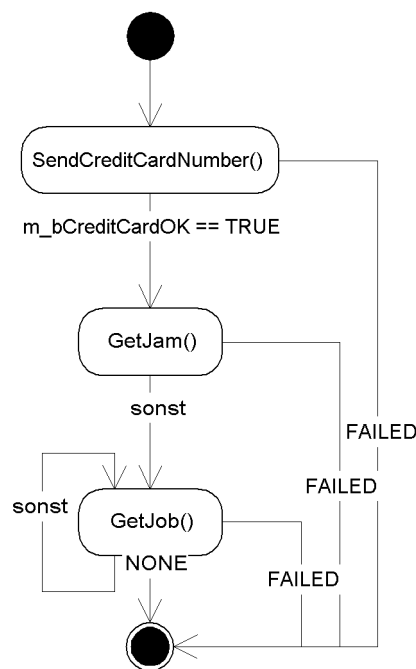 SendCreditCardNumber()
m_bCreditCardOK == TRUE
GetJam()
sonst
FAILED
FAILED
sonst
GetJob()
NONE
FAILED